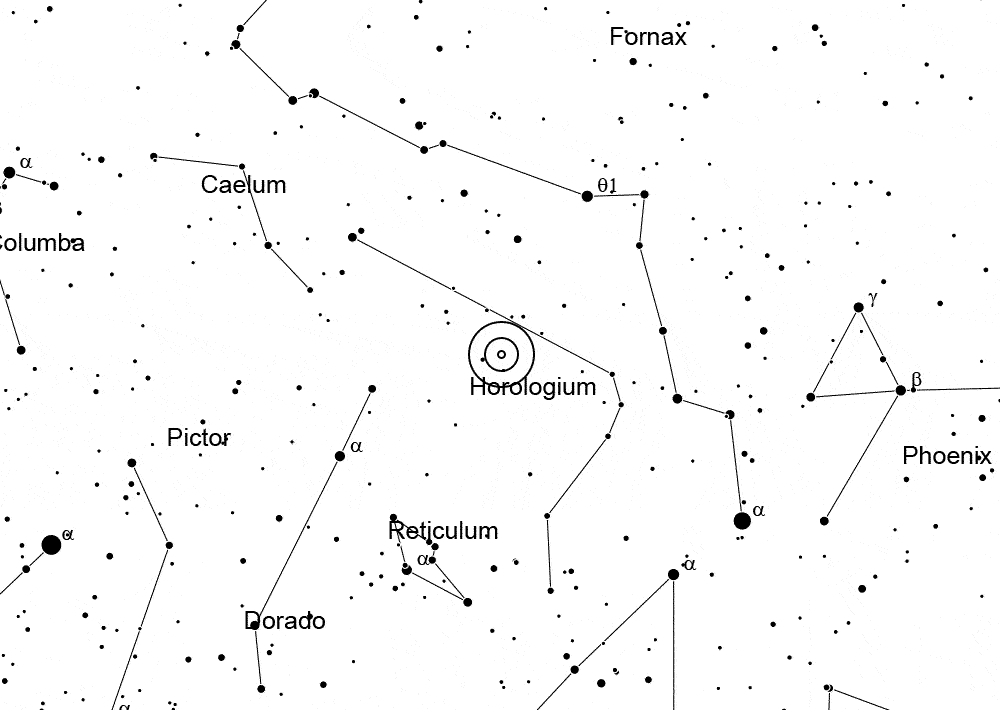 Fornax
α
Caelum
θ1
Columba
γ
Horologium
β
Pictor
α
Phoenix
α
Reticulum
α
α
α
Dorado
α